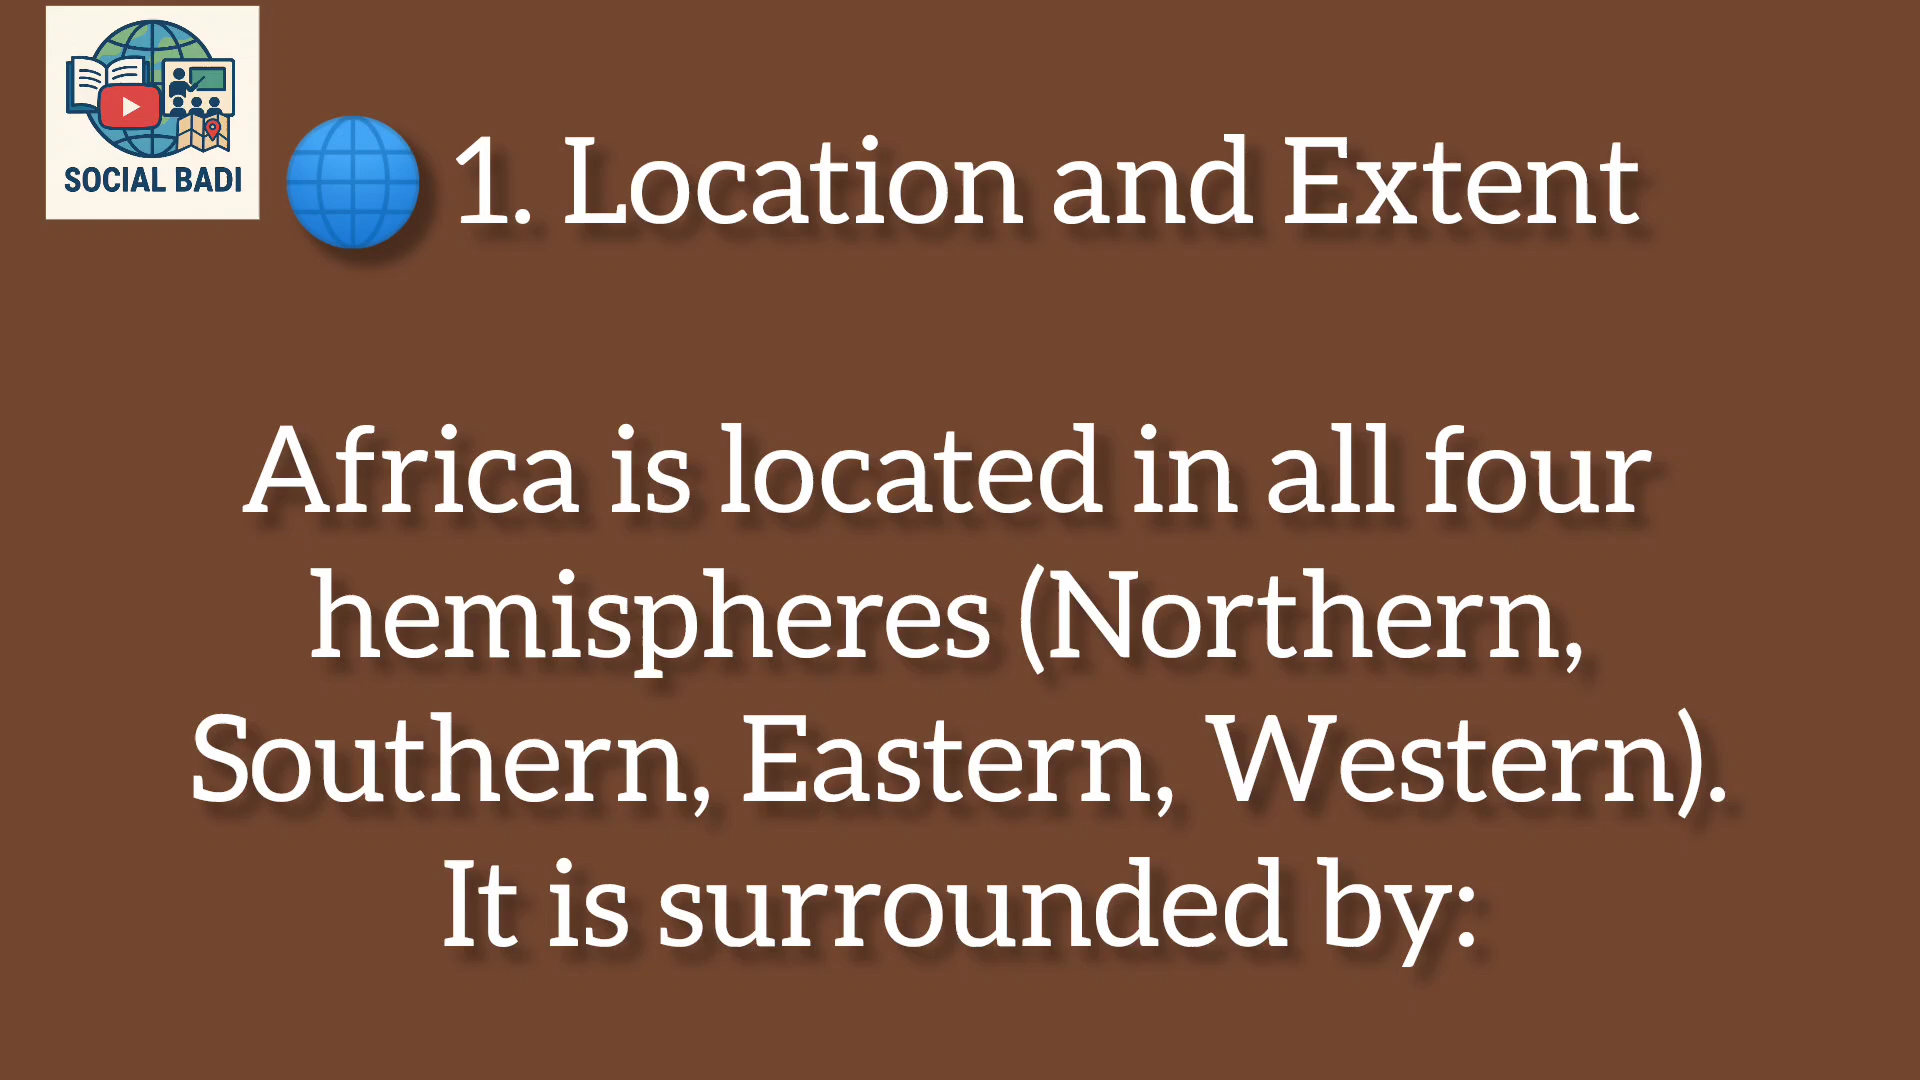 SOCIAL BADI
🌐 1. Location and Extent
Africa is located in all four
hemispheres (Northern,
Southern, Eastern, Western).
It is surrounded by: